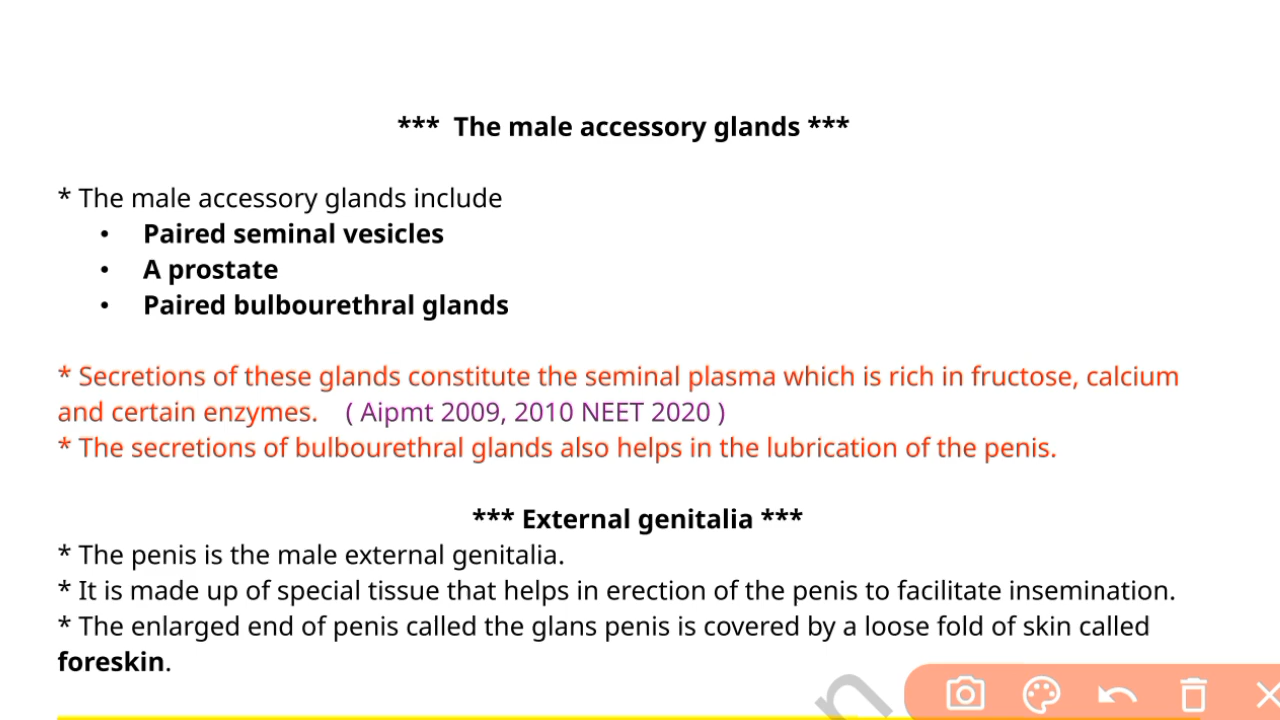 *** The male accessory glands ***
* The male accessory glands include
• Paired seminal vesicles
• A prostate
• Paired bulbourethral glands
* Secretions of these glands constitute the seminal plasma which is rich in fructose, calcium
and certain enzymes. ( Aipmt 2009, 2010 NEET 2020 )
* The secretions of bulbourethral glands also helps in the lubrication of the penis.
*** External genitalia ***
* The penis is the male external genitalia.
* It is made up of special tissue that helps in erection of the penis to facilitate insemination.
* The enlarged end of penis called the glans penis is covered by a loose fold of skin called
foreskin.
n